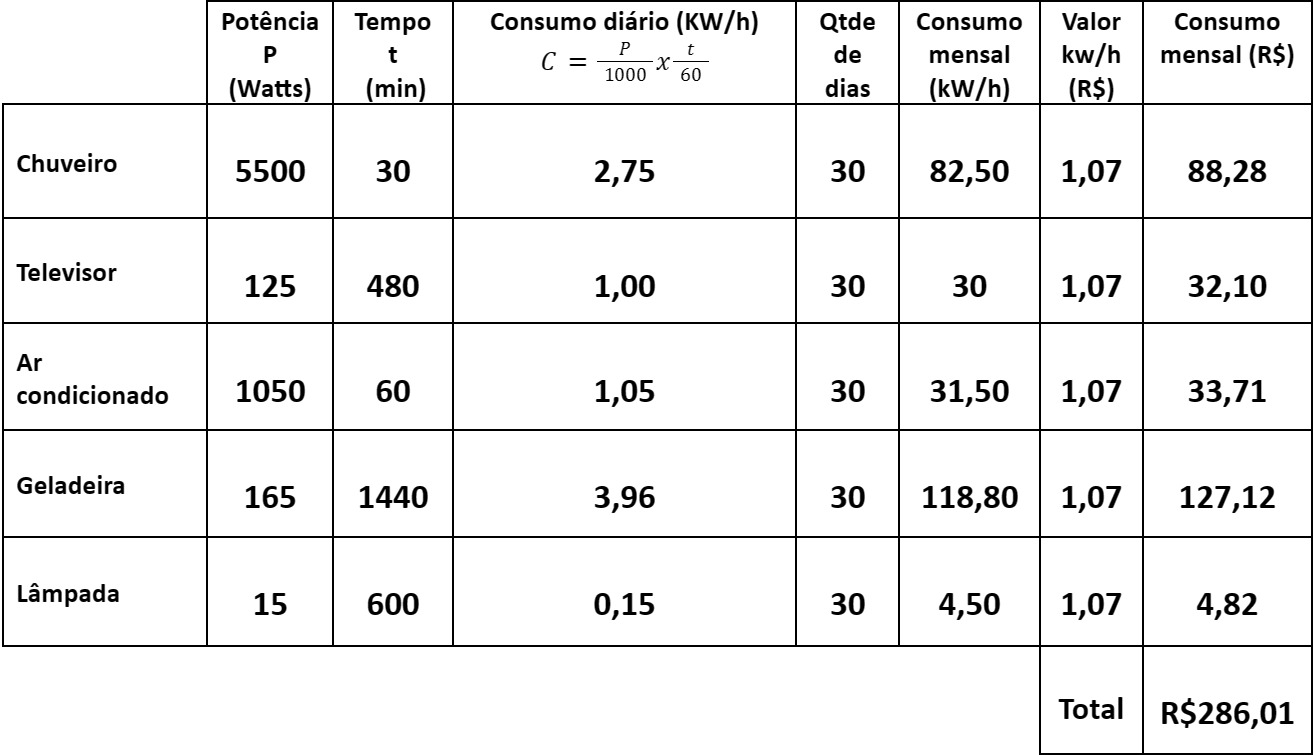 Potência P (Watts) Tempo t (min) Consumo diário (KW/h) C = P/1000 x t/60 Qtde de dias Consumo mensal (kW/h) Valor kw/h (R$) Consumo mensal (R$)
Chuveiro 5500 30 2,75 30 82,50 1,07 88,28
Televisor 125 480 1,00 30 30 1,07 32,10
Ar condicionado 1050 60 1,05 30 31,50 1,07 33,71
Geladeira 165 1440 3,96 30 118,80 1,07 127,12
Lâmpada 15 600 0,15 30 4,50 1,07 4,82
Total R$286,01